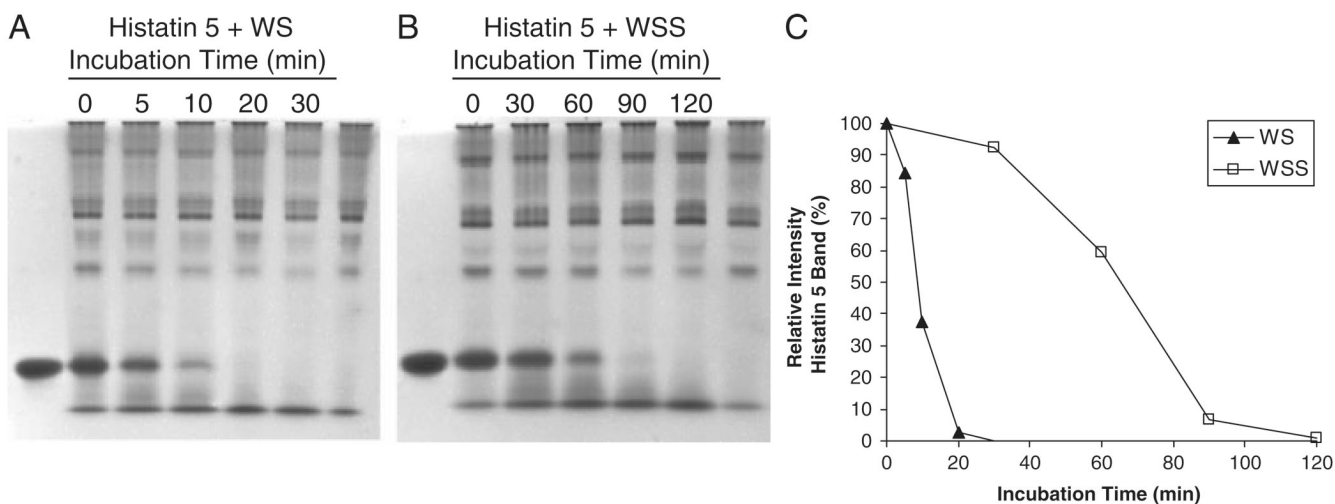 A
Histatin 5 + WS
Incubation Time (min)
0 5 10 20 30
B
Histatin 5 + WSS
Incubation Time (min)
0 30 60 90 120
C
100
90
80
70
60
50
40
30
20
10
0
Relative Intensity
Histatin 5 Band (%)
0 20 40 60 80 100 120
Incubation Time (min)
WS
WSS